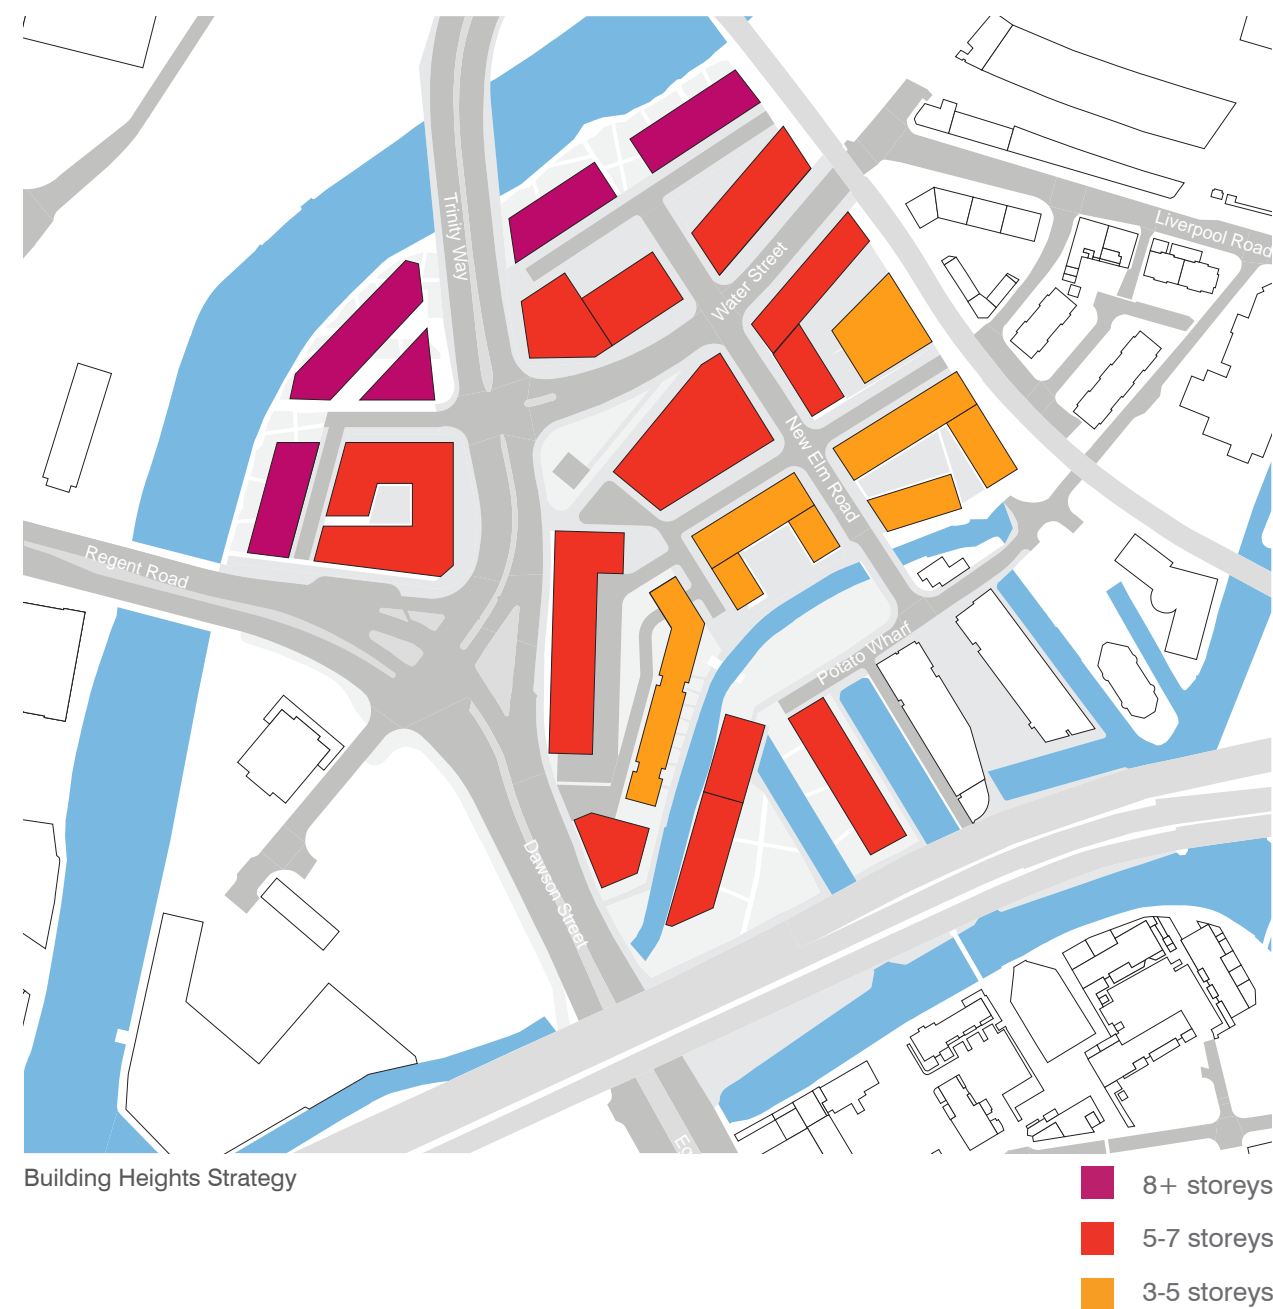 Trinity Way
Liverpool Road
Water Street
New Elm Road
Regent Road
Potato Wharf
Dawson Street
Building Heights Strategy
8+ storeys
5-7 storeys
3-5 storeys